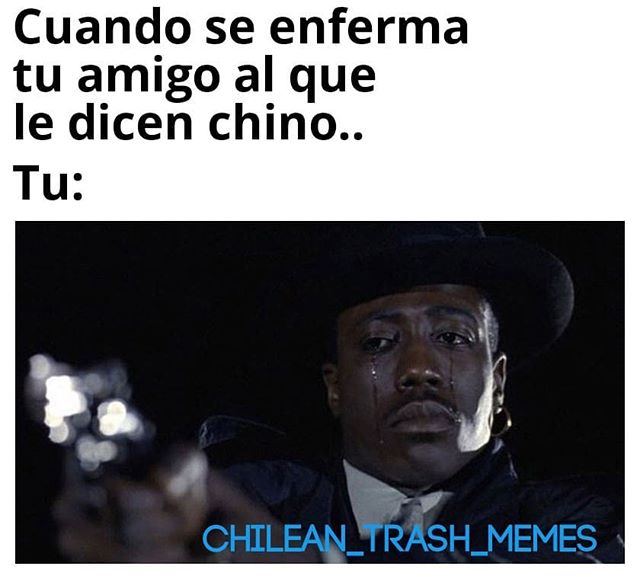 Cuando se enferma
tu amigo al que
le dicen chino..
Tu:
CHILEAN_TRASH_MEMES